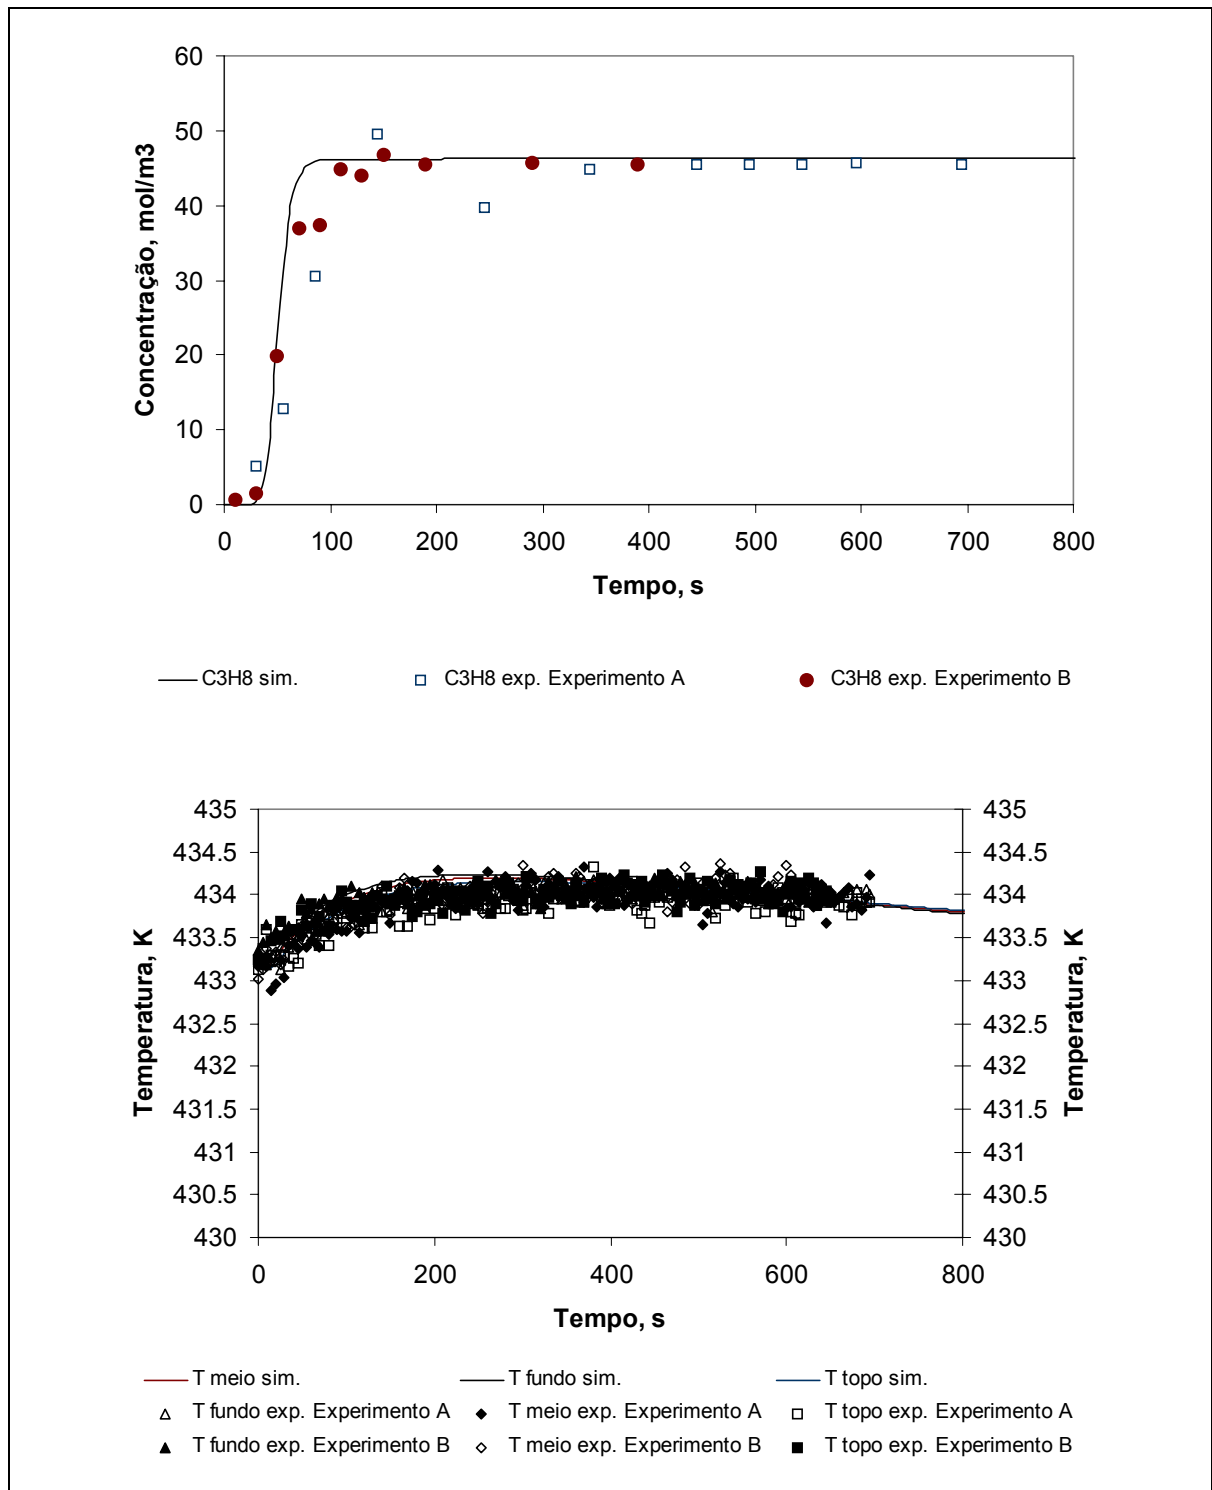 60
50
40
30
20
10
0
Concentração, mol/m3
0 100 200 300 400 500 600 700 800
Tempo, s
C3H8 sim. C3H8 exp. Experimento A C3H8 exp. Experimento B
435 435
434.5 434.5
434 434
433.5 433.5
433 433
432.5 432.5
432 432
431.5 431.5
431 431
430.5 430.5
430 430
Temperatura, K
Temperatura, K
0 200 400 600 800
Tempo, s
T meio sim. T fundo sim. T topo sim.
T fundo exp. Experimento A T meio exp. Experimento A T topo exp. Experimento A
T fundo exp. Experimento B T meio exp. Experimento B T topo exp. Experimento B